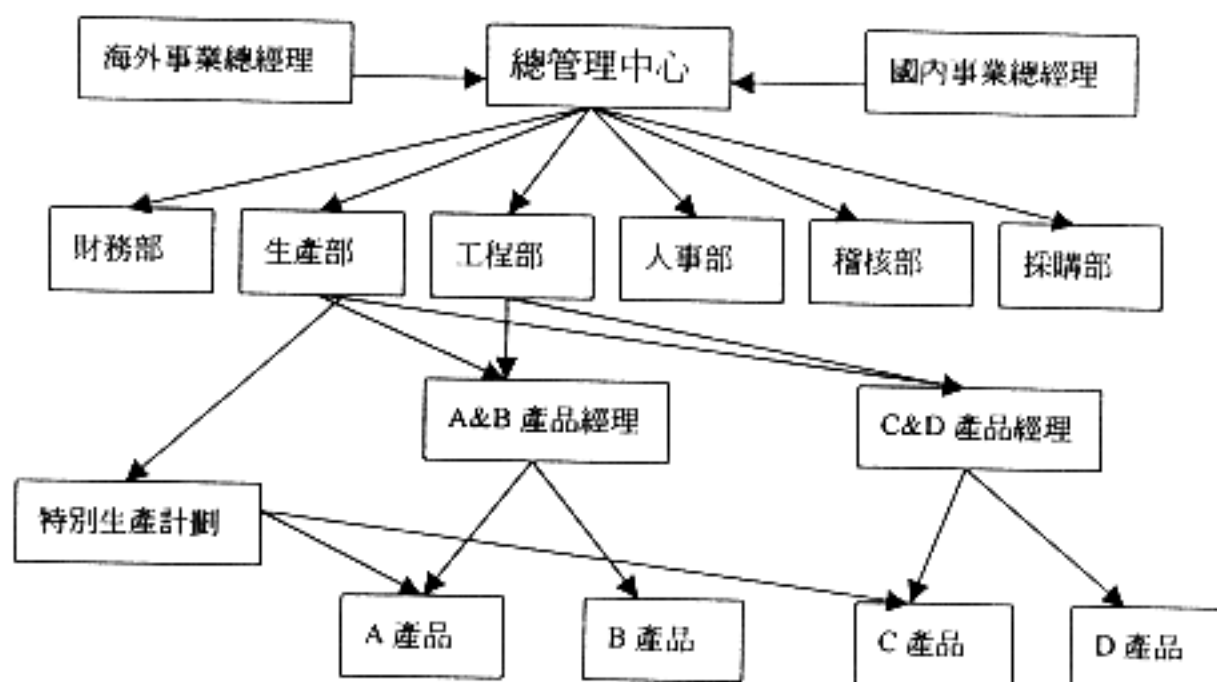 海外事業總經理
總管理中心
國內事業總經理
財務部
生產部
工程部
人事部
稽核部
採購部
A&B 產品經理
C&D 產品經理
特別生產計劃
A 產品
B 產品
C 產品
D 產品